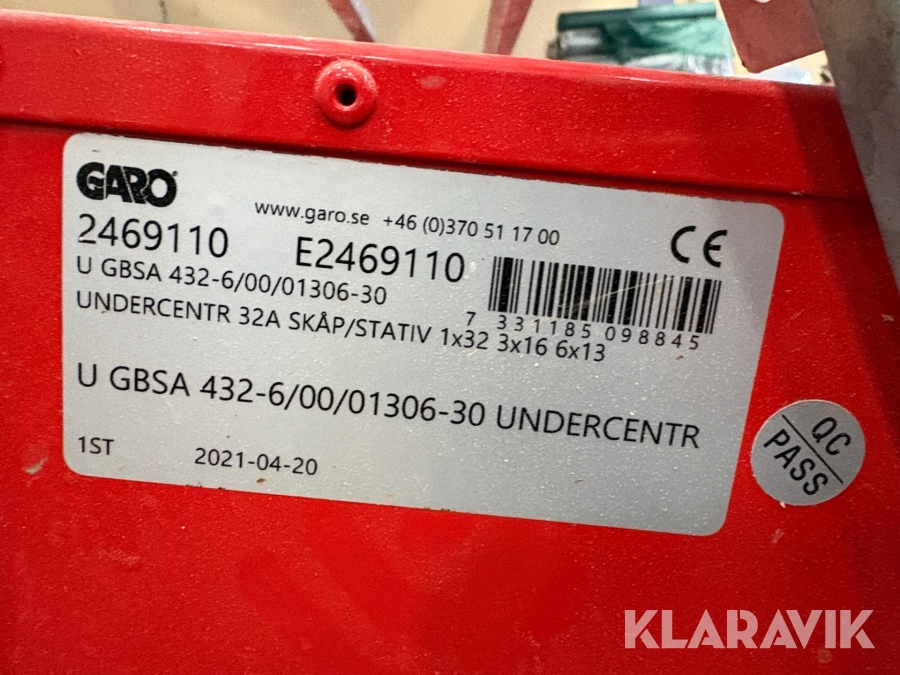 GARO
www.garo.se +46 (0)370 51 17 00
CE
2469110 E2469110
U GBSA 432-6/00/01306-30
7 331185 098845
UNDERCENTR 32A SKÅP/STATIV 1x32 3x16 6x13
U GBSA 432-6/00/01306-30 UNDERCENTR
1ST 2021-04-20
QC
PASS
KLARAVIK